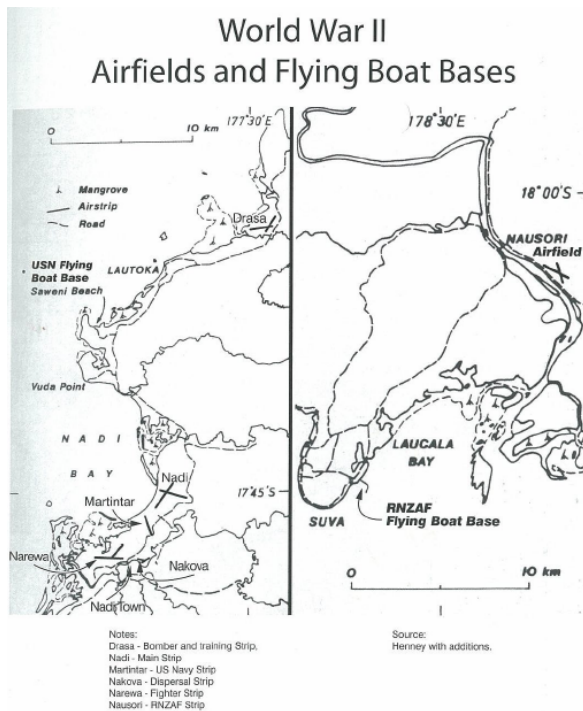 World War II
Airfields and Flying Boat Bases
0 10 km
177°30'E
Mangrove
Airstrip
Road
Drasa
USN Flying
Boat Base
Saweni Beach
LAUTOKA
Vuda Point
NADI
BAY
Nadi
Martintar
17°45'S
Narewa
Nakova
Nadi Town
178°30'E
18°00'S
NAUSORI
Airfield
LAUCALA
BAY
SUVA
RNZAF
Flying Boat Base
0 10 km
Notes:
Drasa - Bomber and training Strip,
Nadi - Main Strip
Martintar - US Navy Strip
Nakova - Dispersal Strip
Narewa - Fighter Strip
Nausori - RNZAF Strip
Source:
Henney with additions.